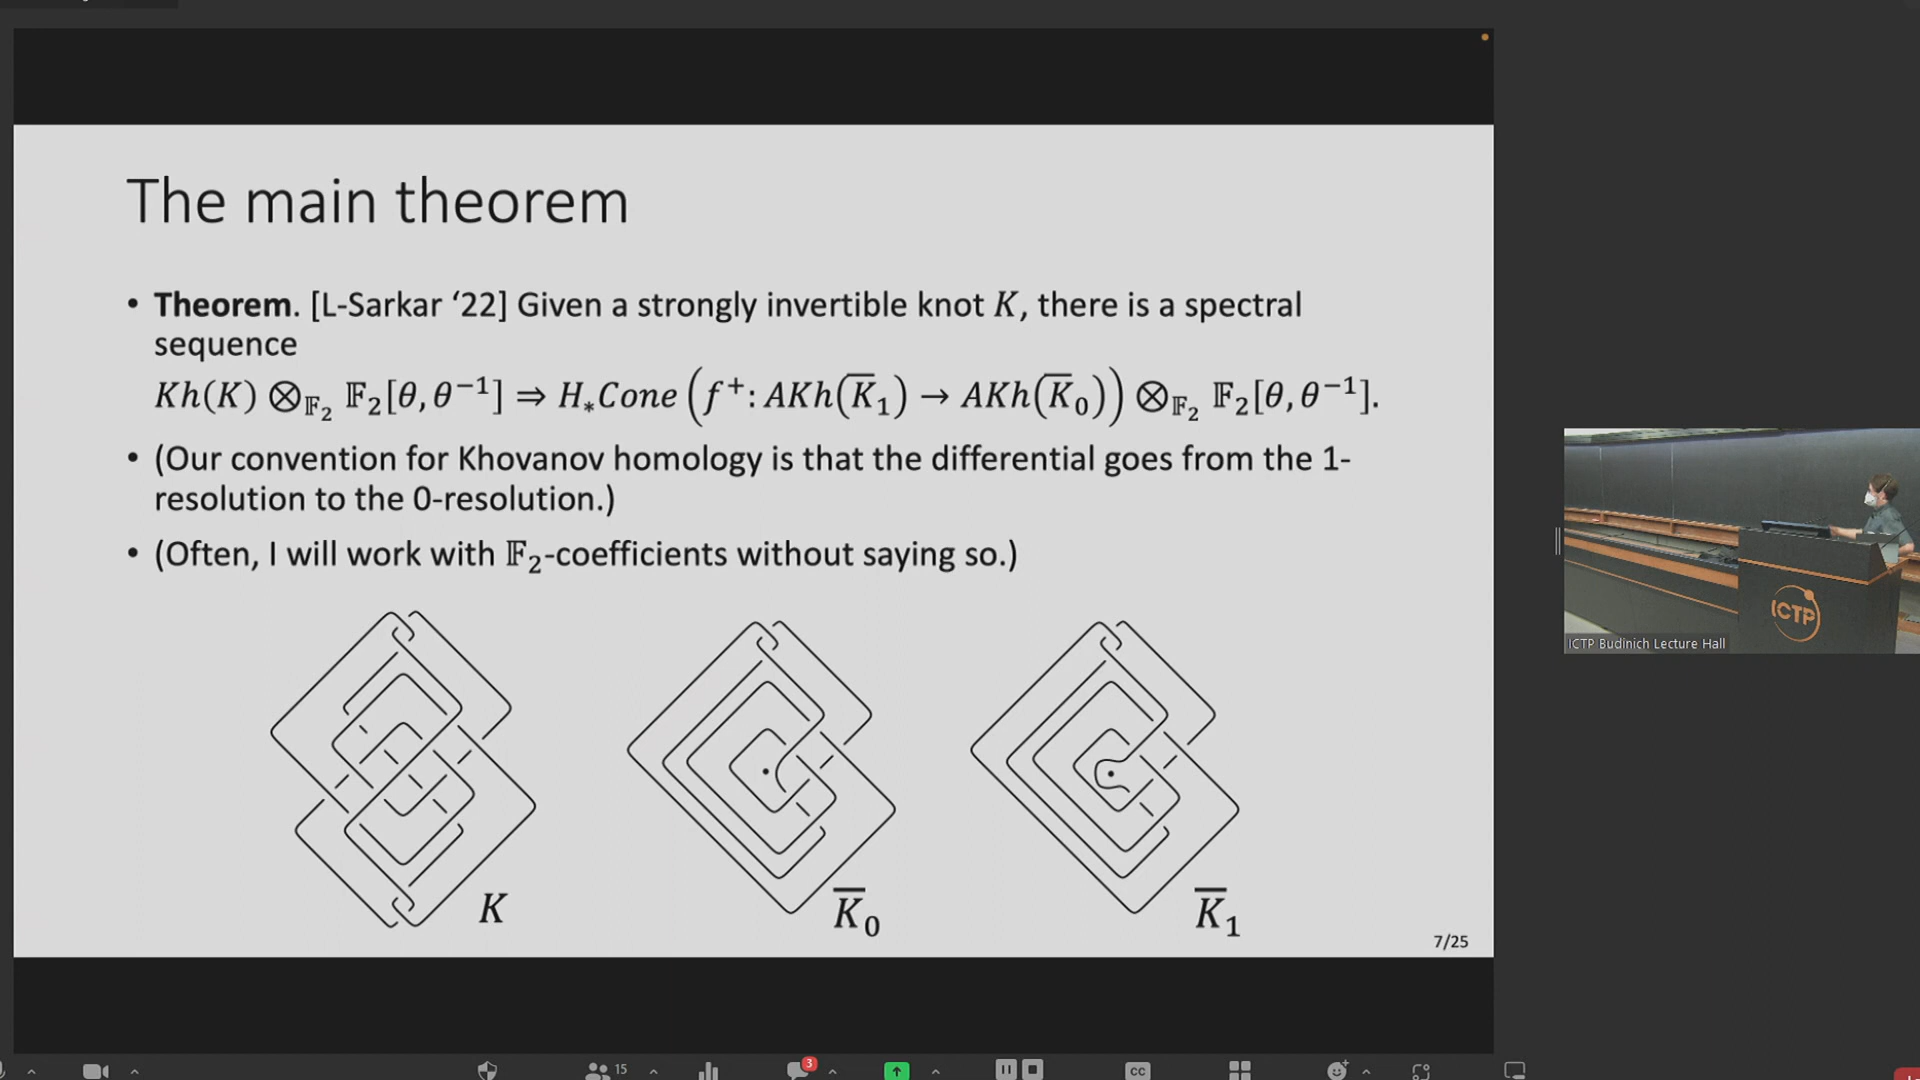 The main theorem
• Theorem. [L-Sarkar ‘22] Given a strongly invertible knot K, there is a spectral
sequence
Kh(K) ⊗_{𝔽₂} 𝔽₂[θ, θ⁻¹] ⇒ H_*Cone (f⁺: AKh(K̅₁) → AKh(K̅₀)) ⊗_{𝔽₂} 𝔽₂[θ, θ⁻¹].
• (Our convention for Khovanov homology is that the differential goes from the 1-
resolution to the 0-resolution.)
• (Often, I will work with 𝔽₂-coefficients without saying so.)
K
K̅₀
K̅₁
7/25
ICTP
ICTP Budinich Lecture Hall
15
3
CC